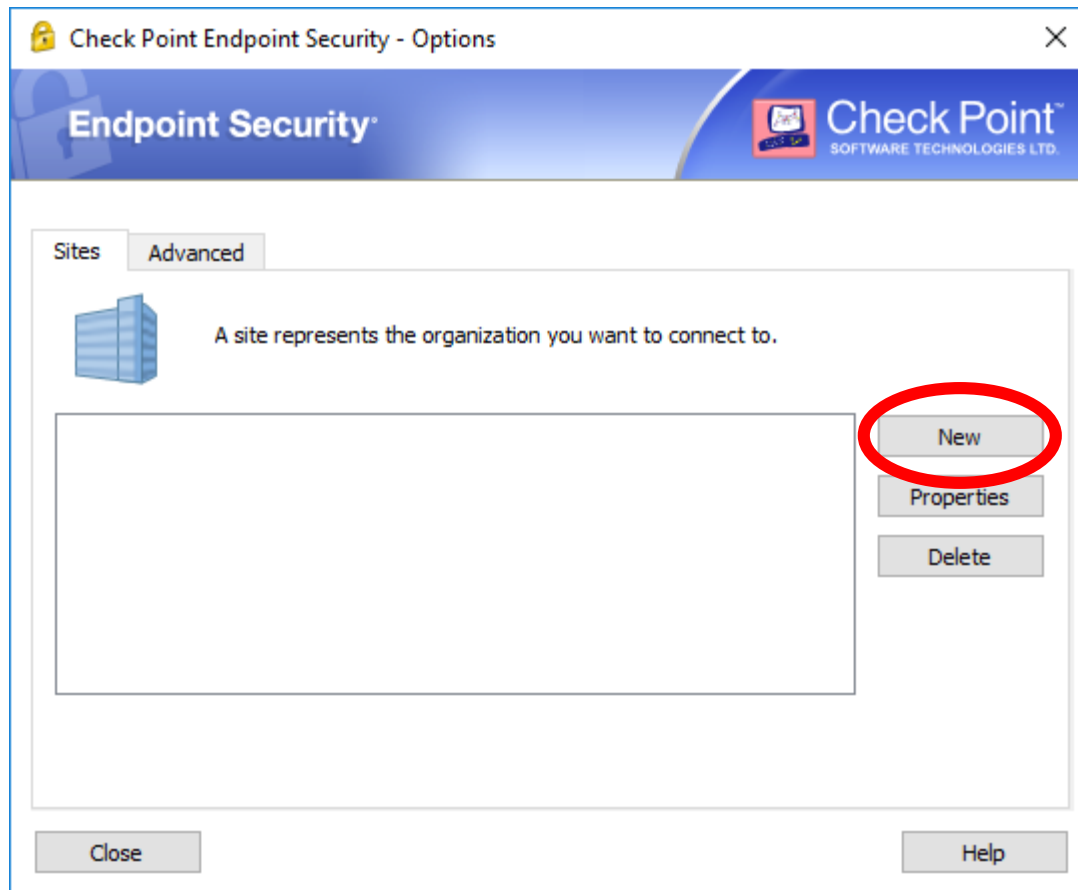 Check Point Endpoint Security - Options
Endpoint Security
Check Point™
SOFTWARE TECHNOLOGIES LTD.
Sites
Advanced
A site represents the organization you want to connect to.
New
Properties
Delete
Close
Help